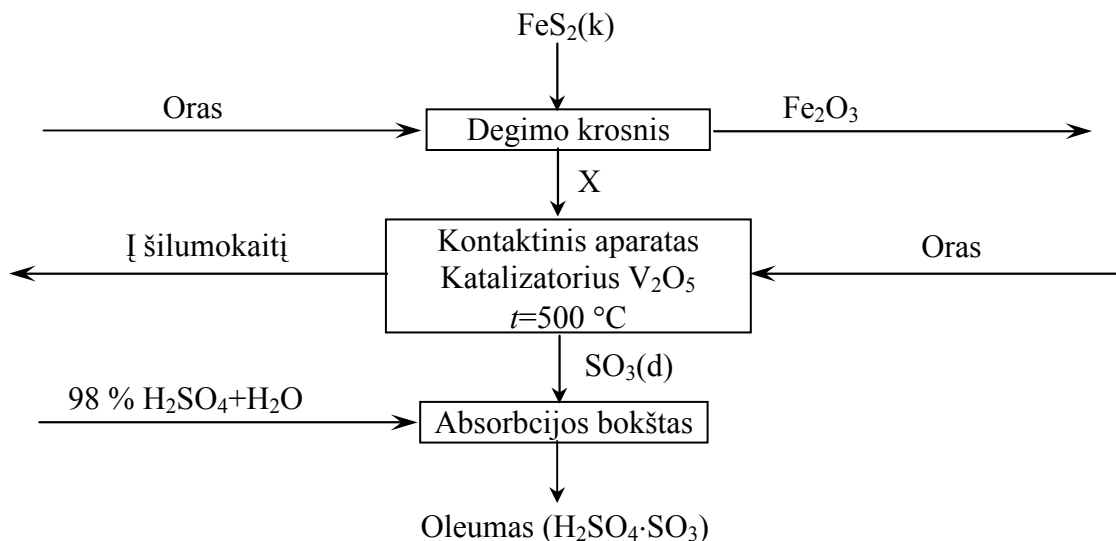 FeS₂(k)
Oras
Degimo krosnis
Fe₂O₃
X
Į šilumokaitį
Kontaktinis aparatas
Katalizatorius V₂O₅
t=500 °C
Oras
SO₃(d)
98 % H₂SO₄+H₂O
Absorbcijos bokštas
Oleumas (H₂SO₄·SO₃)